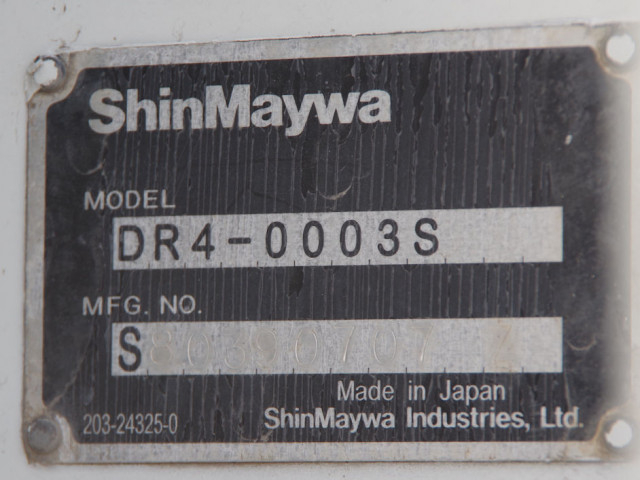 ShinMaywa
MODEL
DR4-0003S
MFG. NO.
S
Made in Japan
203-24325-0
ShinMaywa Industries, Ltd.